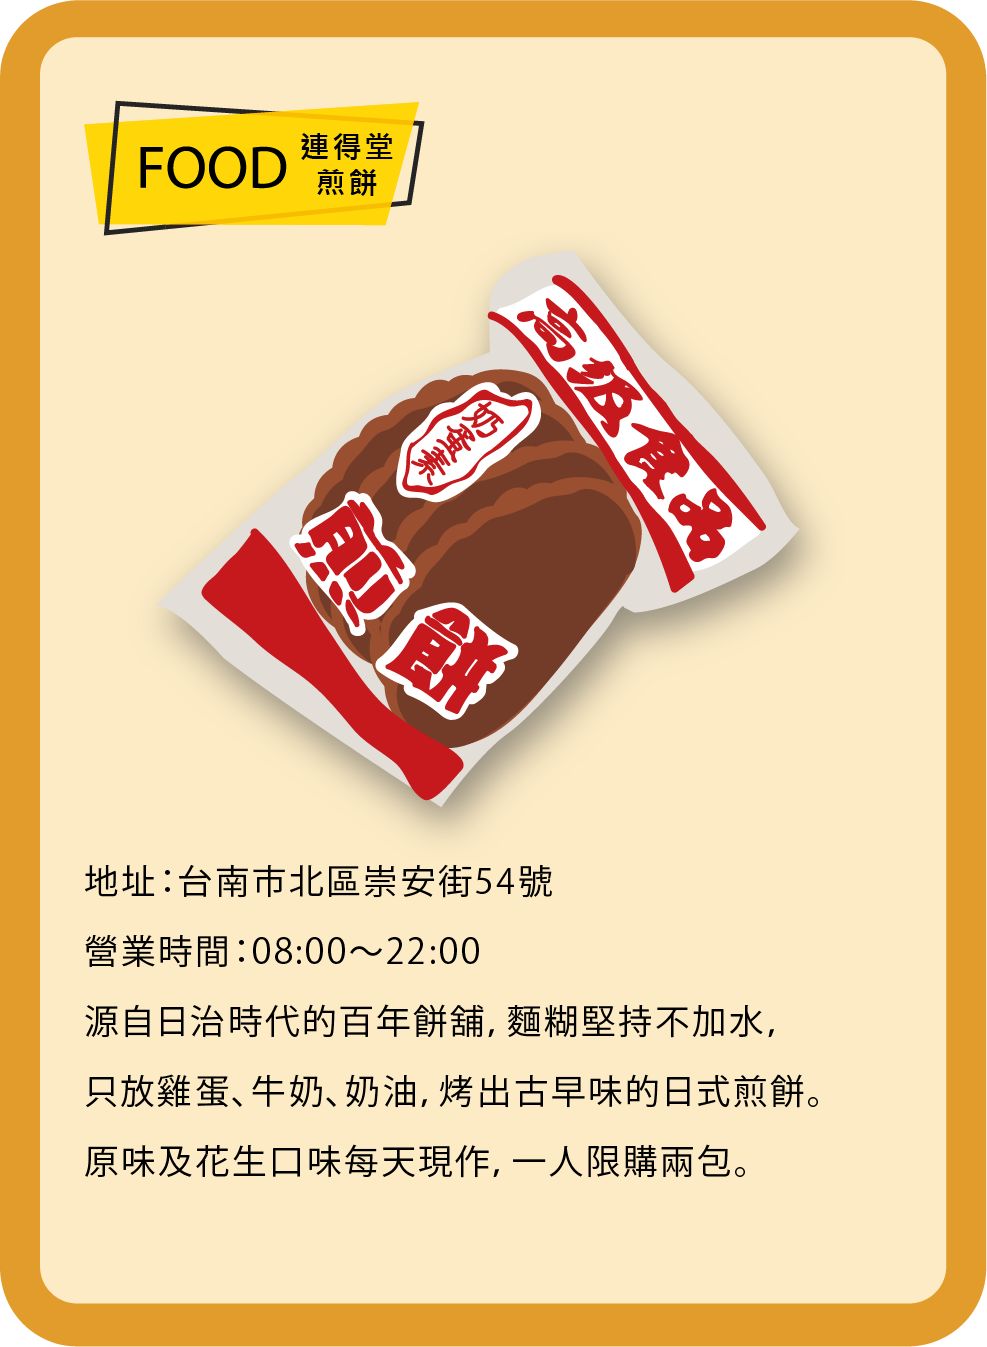 FOOD 連得堂
煎餅
高級食品
奶蛋素
煎餅
地址：台南市北區崇安街54號
營業時間：08:00～22:00
源自日治時代的百年餅舖，麵糊堅持不加水，
只放雞蛋、牛奶、奶油，烤出古早味的日式煎餅。
原味及花生口味每天現作，一人限購兩包。